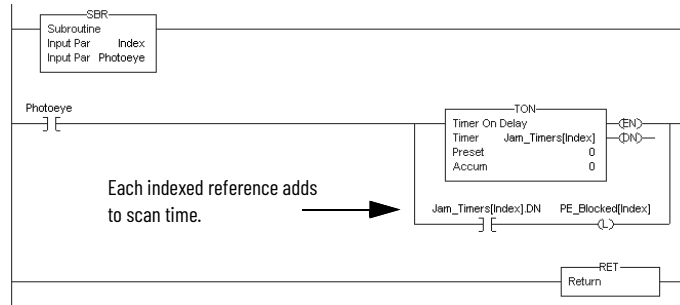 SBR
Subroutine
Input Par Index
Input Par Photoeye
Photoeye
TON
Timer On Delay
Timer Jam_Timers[Index]
Preset 0
Accum 0
EN
DN
Each indexed reference adds
to scan time.
Jam_Timers[Index].DN PE_Blocked[Index]
L
RET
Return